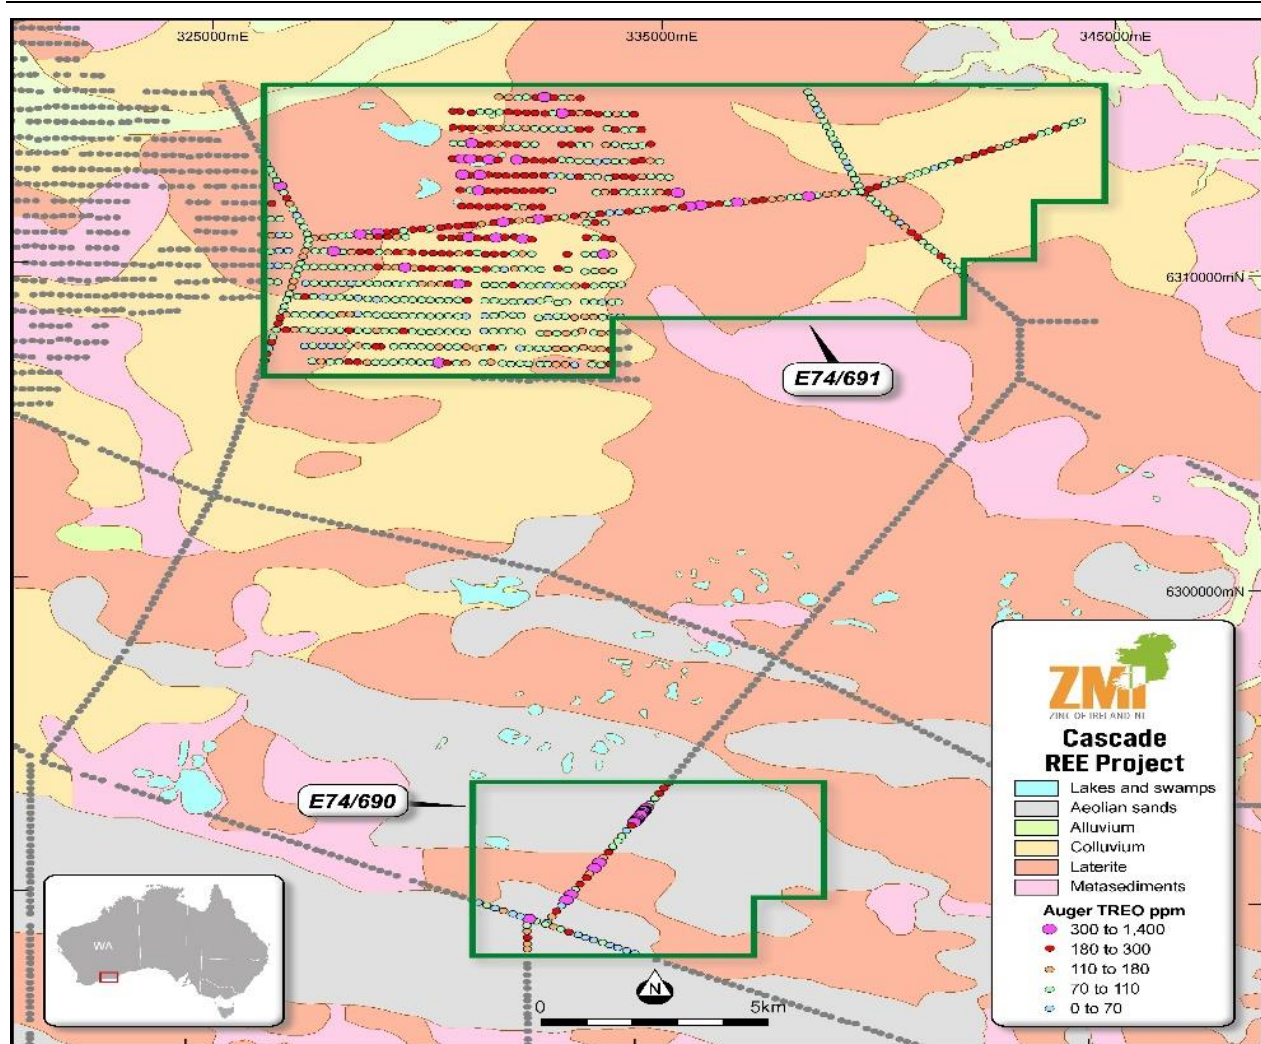 325000mE
335000mE
345000mE
6310000mN
E74/691
6300000mN
ZMI
ZINC OF IRELAND NL
Cascade
REE Project
Lakes and swamps
Aeolian sands
Alluvium
Colluvium
Laterite
Metasediments
Auger TREO ppm
300 to 1,400
180 to 300
110 to 180
70 to 110
0 to 70
E74/690
WA
N
0
5km